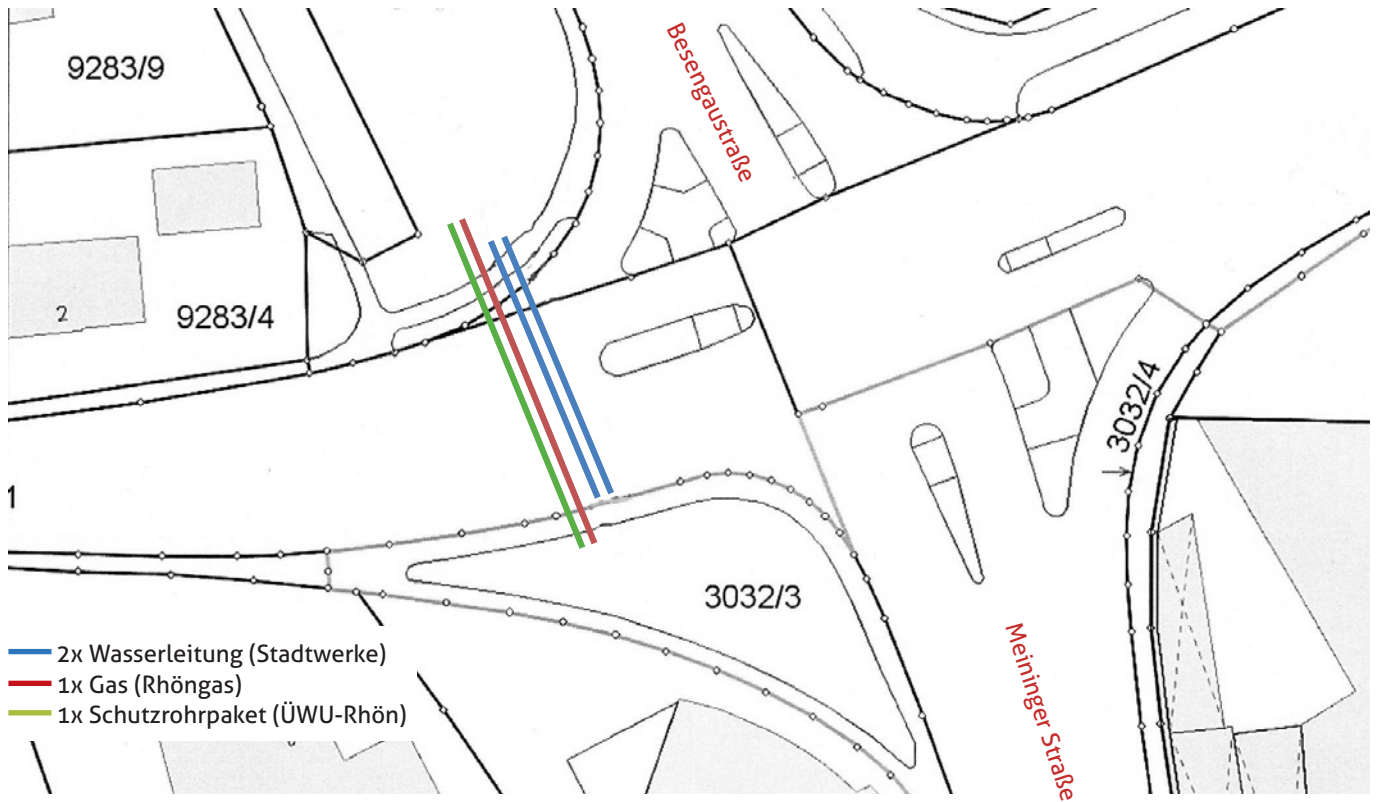 9283/9
Besengaustraße
2
9283/4
3032/4
1
3032/3
Meininger Straße
2x Wasserleitung (Stadtwerke)
1x Gas (Rhöngas)
1x Schutzrohrpaket (ÜWU-Rhön)